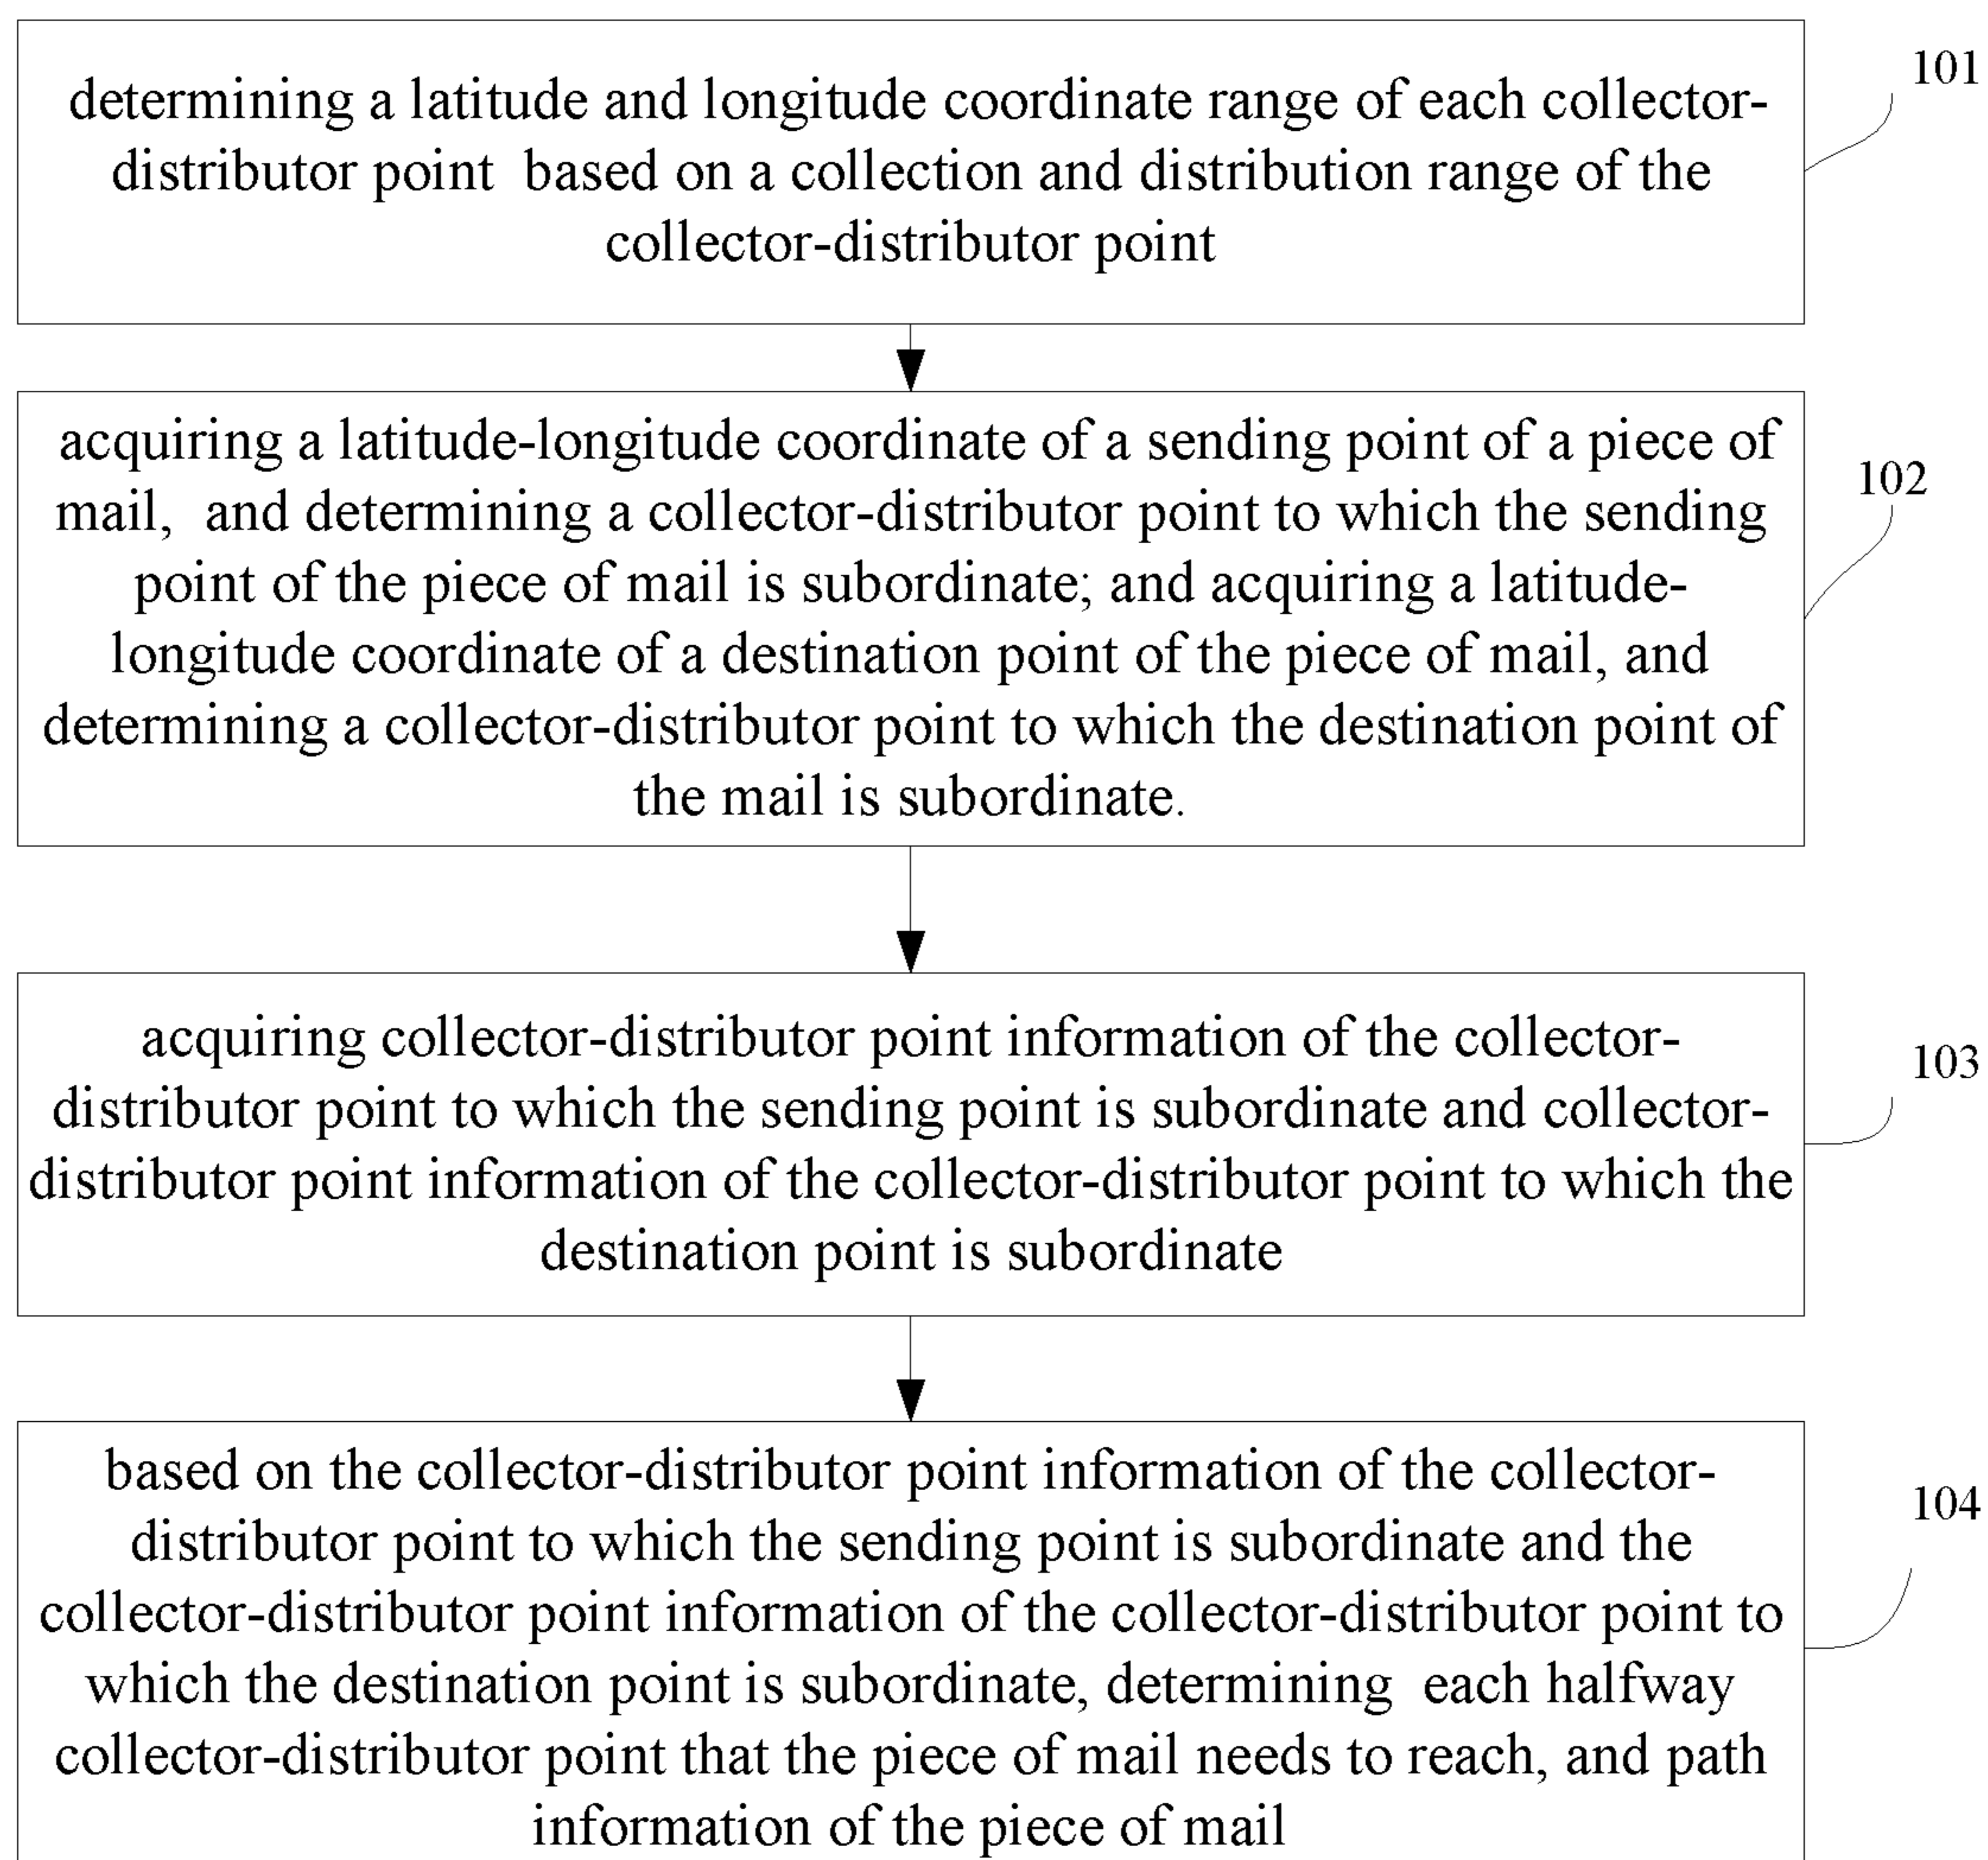 determining a latitude and longitude coordinate range of each collector-
distributor point based on a collection and distribution range of the
collector-distributor point
101
acquiring a latitude-longitude coordinate of a sending point of a piece of
mail, and determining a collector-distributor point to which the sending
point of the piece of mail is subordinate; and acquiring a latitude-
longitude coordinate of a destination point of the piece of mail, and
determining a collector-distributor point to which the destination point of
the mail is subordinate.
102
acquiring collector-distributor point information of the collector-
distributor point to which the sending point is subordinate and collector-
distributor point information of the collector-distributor point to which the
destination point is subordinate
103
based on the collector-distributor point information of the collector-
distributor point to which the sending point is subordinate and the
collector-distributor point information of the collector-distributor point to
which the destination point is subordinate, determining each halfway
collector-distributor point that the piece of mail needs to reach, and path
information of the piece of mail
104